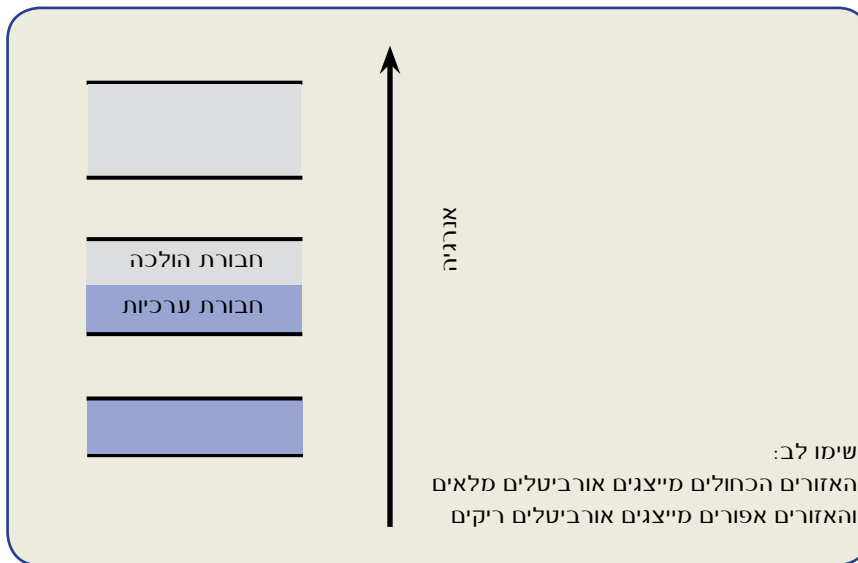 חבורת הולכה
חבורת ערכיות
אנרגיה
שימו לב:
האזורים הכחולים מייצגים אורביטלים מלאים
והאזורים אפורים מייצגים אורביטלים ריקים